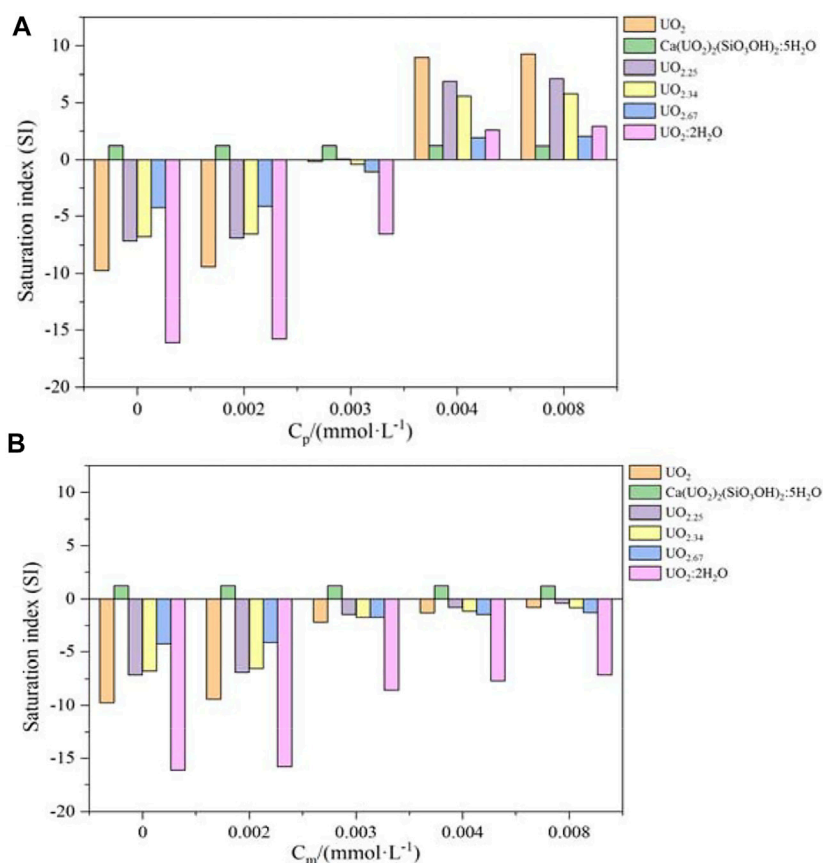 A
Saturation index (SI)
10
5
0
-5
-10
-15
-20
0 0.002 0.003 0.004 0.008
Cₚ/(mmol·L⁻¹)
UO₂
Ca(UO₂)₂(SiO₃OH)₂:5H₂O
UO₂.₂₅
UO₂.₃₄
UO₂.₆₇
UO₂:2H₂O
B
Saturation index (SI)
10
5
0
-5
-10
-15
-20
0 0.002 0.003 0.004 0.008
Cₘ/(mmol·L⁻¹)
UO₂
Ca(UO₂)₂(SiO₃OH)₂:5H₂O
UO₂.₂₅
UO₂.₃₄
UO₂.₆₇
UO₂:2H₂O